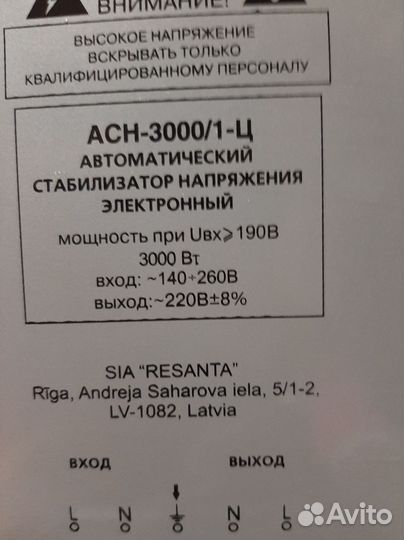 ВНИМАНИЕ!
ВЫСОКОЕ НАПРЯЖЕНИЕ
ВСКРЫВАТЬ ТОЛЬКО
КВАЛИФИЦИРОВАННОМУ ПЕРСОНАЛУ
АСН-3000/1-Ц
АВТОМАТИЧЕСКИЙ
СТАБИЛИЗАТОР НАПРЯЖЕНИЯ
ЭЛЕКТРОННЫЙ
мощность при Uвх⩾190В
3000 Вт
вход: ~140÷260В
выход:~220В±8%
SIA "RESANTA"
Rīga, Andreja Saharova iela, 5/1-2,
LV-1082, Latvia
ВХОД ВЫХОД
L N N L
Avito